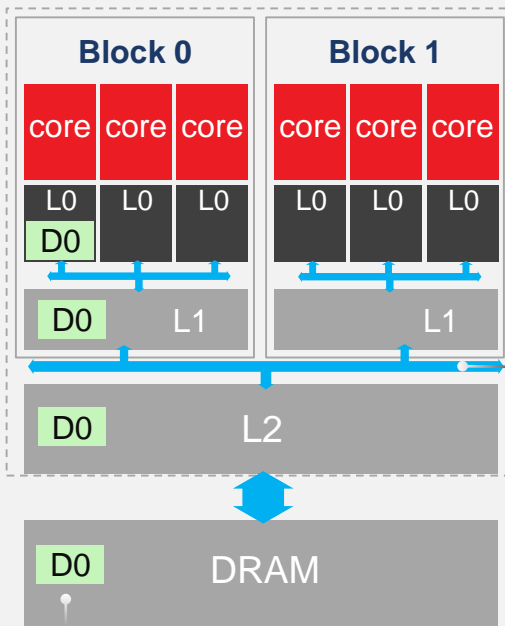 Block 0 Block 1
core core core core core core
L0 L0 L0 L0 L0 L0
D0
D0 L1 L1
D0 L2
D0 DRAM